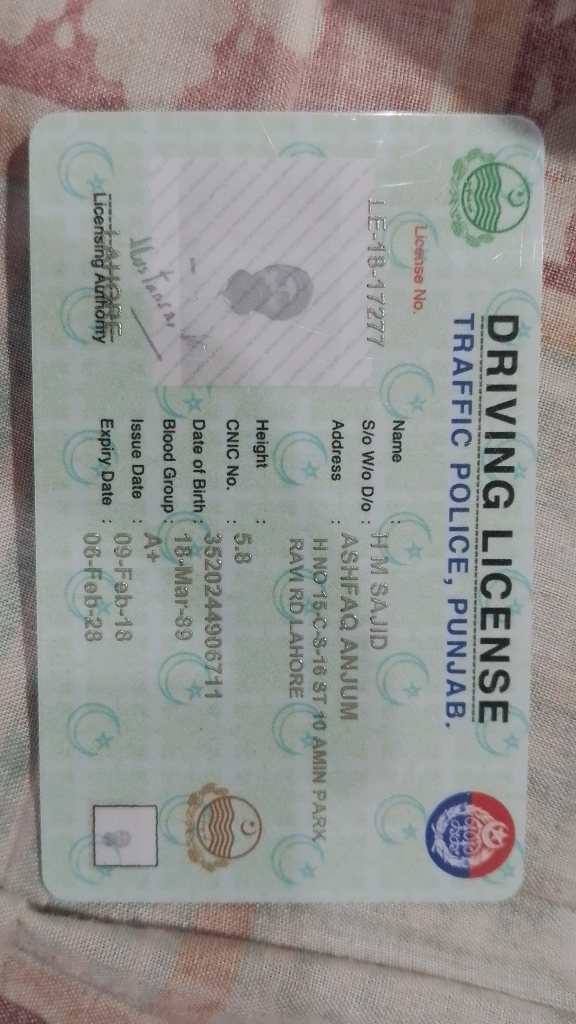 DRIVING LICENSE
TRAFFIC POLICE, PUNJAB.
License No.
LE-18-17277
Name : H M SAJID
S/o W/o D/o : ASHFAQ ANJUM
Address : H NO 15-C-S-16 ST 10 AMIN PARK
RAVI RD LAHORE
Height : 5.8
CNIC No. : 3520244906711
Date of Birth : 18-Mar-89
Blood Group : A+
Issue Date : 09-Feb-18
Expiry Date : 08-Feb-28
LAHORE
Licensing Authority